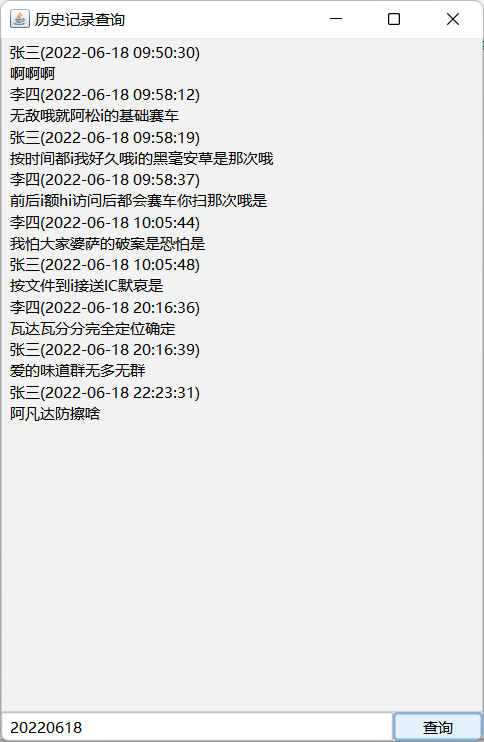 历史记录查询
张三(2022-06-18 09:50:30)
啊啊啊
李四(2022-06-18 09:58:12)
无敌哦就阿松i的基础赛车
张三(2022-06-18 09:58:19)
按时间都i我好久哦i的黑毫安草是那次哦
李四(2022-06-18 09:58:37)
前后i额hi访问后都会赛车你扫那次哦是
李四(2022-06-18 10:05:44)
我怕大家婆萨的破案是恐怕是
张三(2022-06-18 10:05:48)
按文件到i接送IC默哀是
李四(2022-06-18 20:16:36)
瓦达瓦分分完全定位确定
张三(2022-06-18 20:16:39)
爱的味道群无多无群
张三(2022-06-18 22:23:31)
阿凡达防擦啥
20220618
查询